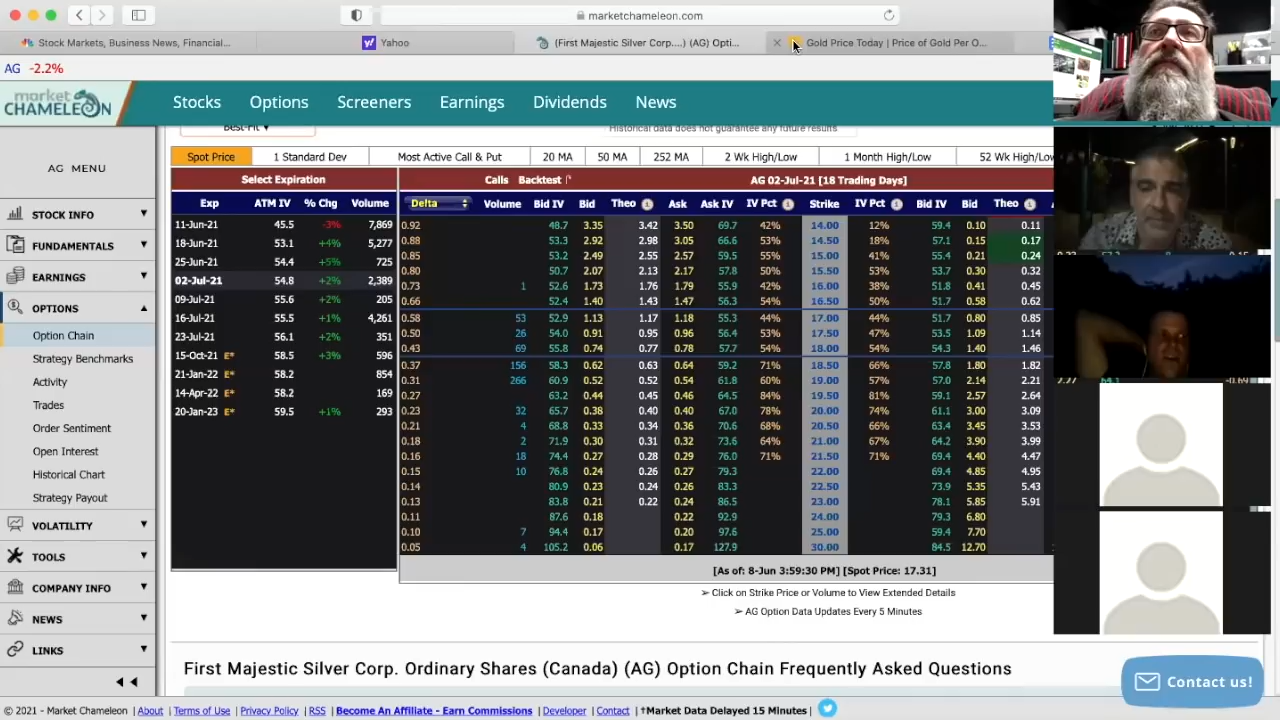 marketchameleon.com
Stock Markets, Business News, Financial...
Yahoo
(First Majestic Silver Corp....) (AG) Opti...
Gold Price Today | Price of Gold Per O...
AG -2.2%
market CHAMELEON
Stocks Options Screeners Earnings Dividends News
Best-Fit ▾
Historical data does not guarantee any future results
Spot Price 1 Standard Dev Most Active Call & Put 20 MA 50 MA 252 MA 2 Wk High/Low 1 Month High/Low 52 Wk High/Low
AG MENU
STOCK INFO
FUNDAMENTALS
EARNINGS
OPTIONS
Option Chain
Strategy Benchmarks
Activity
Trades
Order Sentiment
Open Interest
Historical Chart
Strategy Payout
VOLATILITY
TOOLS
COMPANY INFO
NEWS
LINKS
Select Expiration
Exp ATM IV % Chg Volume
11-Jun-21 45.5 -3% 7,869
18-Jun-21 53.1 +4% 5,277
25-Jun-21 54.4 +5% 725
02-Jul-21 54.8 +2% 2,389
09-Jul-21 55.6 +2% 205
16-Jul-21 55.5 +1% 4,261
23-Jul-21 56.1 +2% 351
15-Oct-21 E* 58.5 +3% 596
21-Jan-22 E* 58.2 854
14-Apr-22 E* 58.2 169
20-Jan-23 E* 59.5 +1% 293
Calls Backtest AG 02-Jul-21 [18 Trading Days]
Delta Volume Bid IV Bid Theo Ask Ask IV IV Pct Strike IV Pct Bid IV Bid Theo
0.92 48.7 3.35 3.42 3.50 69.7 42% 14.00 12% 59.4 0.10 0.11
0.88 53.3 2.92 2.98 3.05 66.6 53% 14.50 18% 57.1 0.15 0.17
0.85 53.2 2.49 2.55 2.57 59.5 55% 15.00 41% 55.4 0.21 0.24
0.80 50.7 2.07 2.13 2.17 57.8 50% 15.50 53% 53.7 0.30 0.32
0.73 1 52.6 1.73 1.76 1.79 55.9 42% 16.00 38% 51.8 0.41 0.45
0.66 52.4 1.40 1.43 1.47 56.3 54% 16.50 50% 51.7 0.58 0.62
0.58 53 52.9 1.13 1.17 1.18 55.3 44% 17.00 44% 51.7 0.80 0.85
0.50 26 54.0 0.91 0.95 0.96 56.4 53% 17.50 47% 53.5 1.09 1.14
0.43 69 55.8 0.74 0.77 0.78 57.7 54% 18.00 54% 54.3 1.40 1.46
0.37 156 58.3 0.62 0.63 0.64 59.2 71% 18.50 66% 57.8 1.80 1.82
0.31 266 60.9 0.52 0.52 0.54 61.8 60% 19.00 57% 57.0 2.14 2.21
0.27 63.2 0.44 0.45 0.46 64.5 84% 19.50 81% 59.1 2.57 2.64
0.23 32 65.7 0.38 0.40 0.40 67.0 78% 20.00 74% 61.1 3.00 3.09
0.21 4 68.8 0.33 0.34 0.36 70.6 68% 20.50 66% 63.4 3.45 3.53
0.18 2 71.9 0.30 0.31 0.32 73.6 64% 21.00 67% 64.2 3.90 3.99
0.16 18 74.4 0.27 0.28 0.29 76.0 71% 21.50 71% 69.4 4.40 4.47
0.15 10 76.8 0.24 0.26 0.27 79.3 22.00 69.4 4.85 4.95
0.14 80.9 0.23 0.24 0.26 83.3 22.50 73.9 5.35 5.43
0.13 83.8 0.21 0.22 0.24 86.5 23.00 78.1 5.85 5.91
0.11 87.6 0.18 0.22 92.9 24.00 79.3 6.80
0.10 7 94.4 0.17 0.20 97.6 25.00 59.4 7.70
0.05 4 105.2 0.06 0.17 127.9 30.00 84.5 12.70
[As of: 8-Jun 3:59:30 PM] [Spot Price: 17.31]
➢ Click on Strike Price or Volume to View Extended Details
➢ AG Option Data Updates Every 5 Minutes
First Majestic Silver Corp. Ordinary Shares (Canada) (AG) Option Chain Frequently Asked Questions
Contact us!
© 2021 - Market Chameleon | About | Terms of Use | Privacy Policy | RSS | Become An Affiliate - Earn Commissions | Developer | Contact | †Market Data Delayed 15 Minutes |